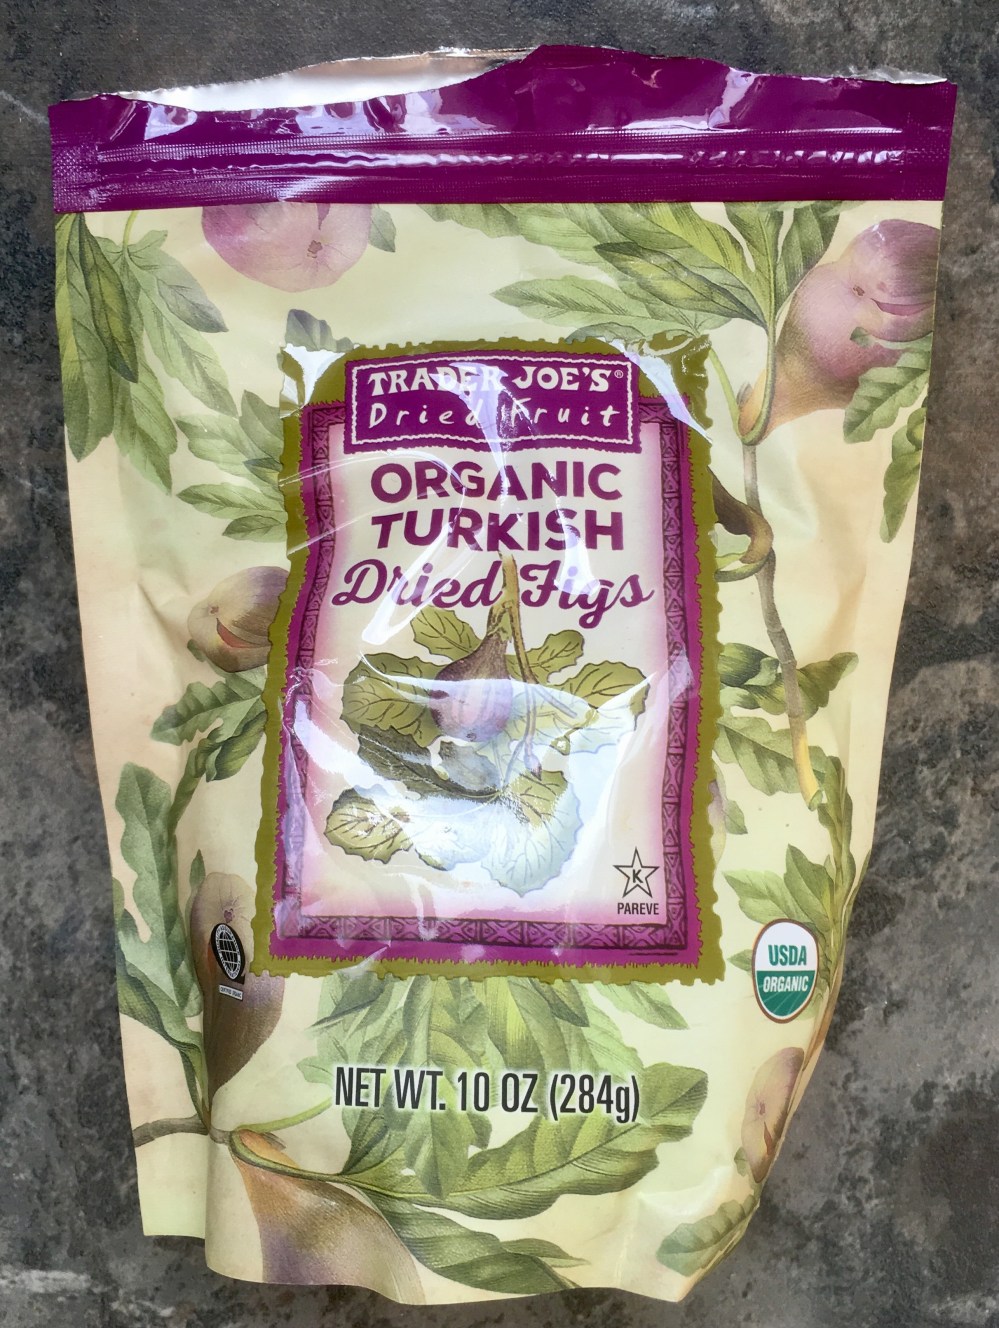 TRADER JOE'S®
Dried Fruit
ORGANIC
TURKISH
Dried Figs
K
PAREVE
USDA
ORGANIC
NET WT. 10 OZ (284g)